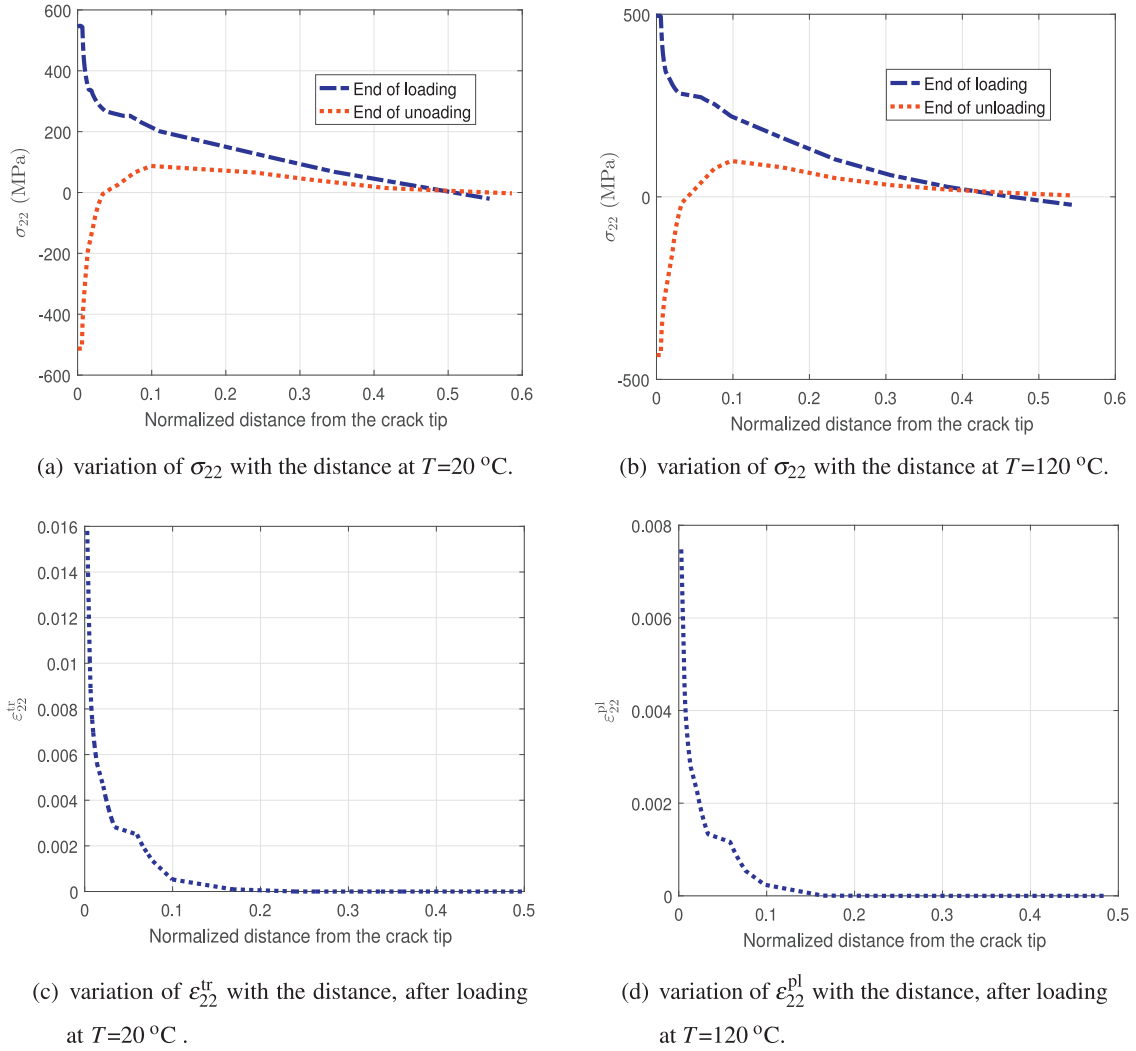 600
400
200
0
-200
-400
-600
σ22 (MPa)
End of loading
End of unoading
0 0.1 0.2 0.3 0.4 0.5 0.6
Normalized distance from the crack tip
(a) variation of σ22 with the distance at T=20 °C.
500
0
-500
σ22 (MPa)
End of loading
End of unloading
0 0.1 0.2 0.3 0.4 0.5 0.6
Normalized distance from the crack tip
(b) variation of σ22 with the distance at T=120 °C.
0.016
0.014
0.012
0.01
0.008
0.006
0.004
0.002
0
ε22^tr
0 0.1 0.2 0.3 0.4 0.5
Normalized distance from the crack tip
(c) variation of ε22^tr with the distance, after loading
at T=20 °C .
0.008
0.006
0.004
0.002
0
ε22^pl
0 0.1 0.2 0.3 0.4 0.5
Normalized distance from the crack tip
(d) variation of ε22^pl with the distance, after loading
at T=120 °C.